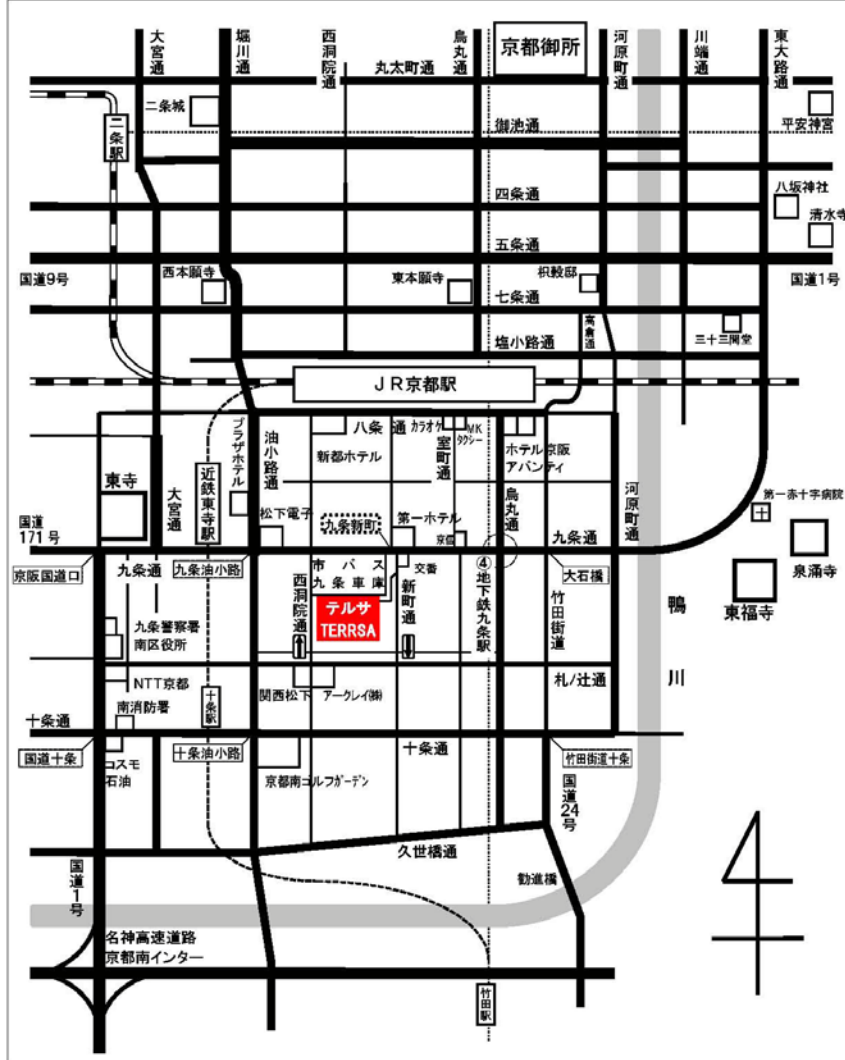 大宮通
堀川通
西洞院通
烏丸通
京都御所
河原町通
川端通
東大路通
丸太町通
二条城
二条駅
御池通
平安神宮
四条通
八坂神社
清水寺
五条通
国道9号
西本願寺
東本願寺
枳殻邸
国道1号
七条通
高倉通
塩小路通
三十三間堂
JR京都駅
プラザホテル
油小路通
八条通
カラオケ
室町通
MK
タクシー
新都ホテル
ホテル京阪
アバンティ
東寺
大宮通
近鉄東寺駅
烏丸通
河原町通
第一赤十字病院
松下電子
九条新町
第一ホテル
京信
国道
171号
九条通
泉涌寺
京阪国道口
九条通
九条油小路
市バス
九条車庫
交番
④地下鉄九条駅
大石橋
東福寺
西洞院通
テルサ
TERRSA
新町通
竹田街道
鴨川
九条警察署
南区役所
NTT京都
十条駅
関西松下
アークレイ㈱
札ノ辻通
南消防署
十条通
国道十条
十条油小路
十条通
竹田街道十条
コスモ
石油
京都南ゴルフガーデン
国道24号
久世橋通
国道1号
勧進橋
名神高速道路
京都南インター
竹田駅